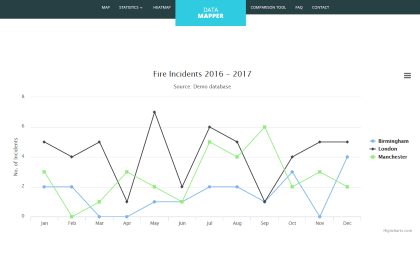 MAP STATISTICS HEATMAP DATA MAPPER COMPARISON TOOL FAQ CONTACT
Fire Incidents 2016 – 2017
Source: Demo database
No. of Incidents
8
6
4
2
0
Jan Feb Mar Apr May Jun Jul Aug Sep Oct Nov Dec
Birmingham
London
Manchester
Highcharts.com